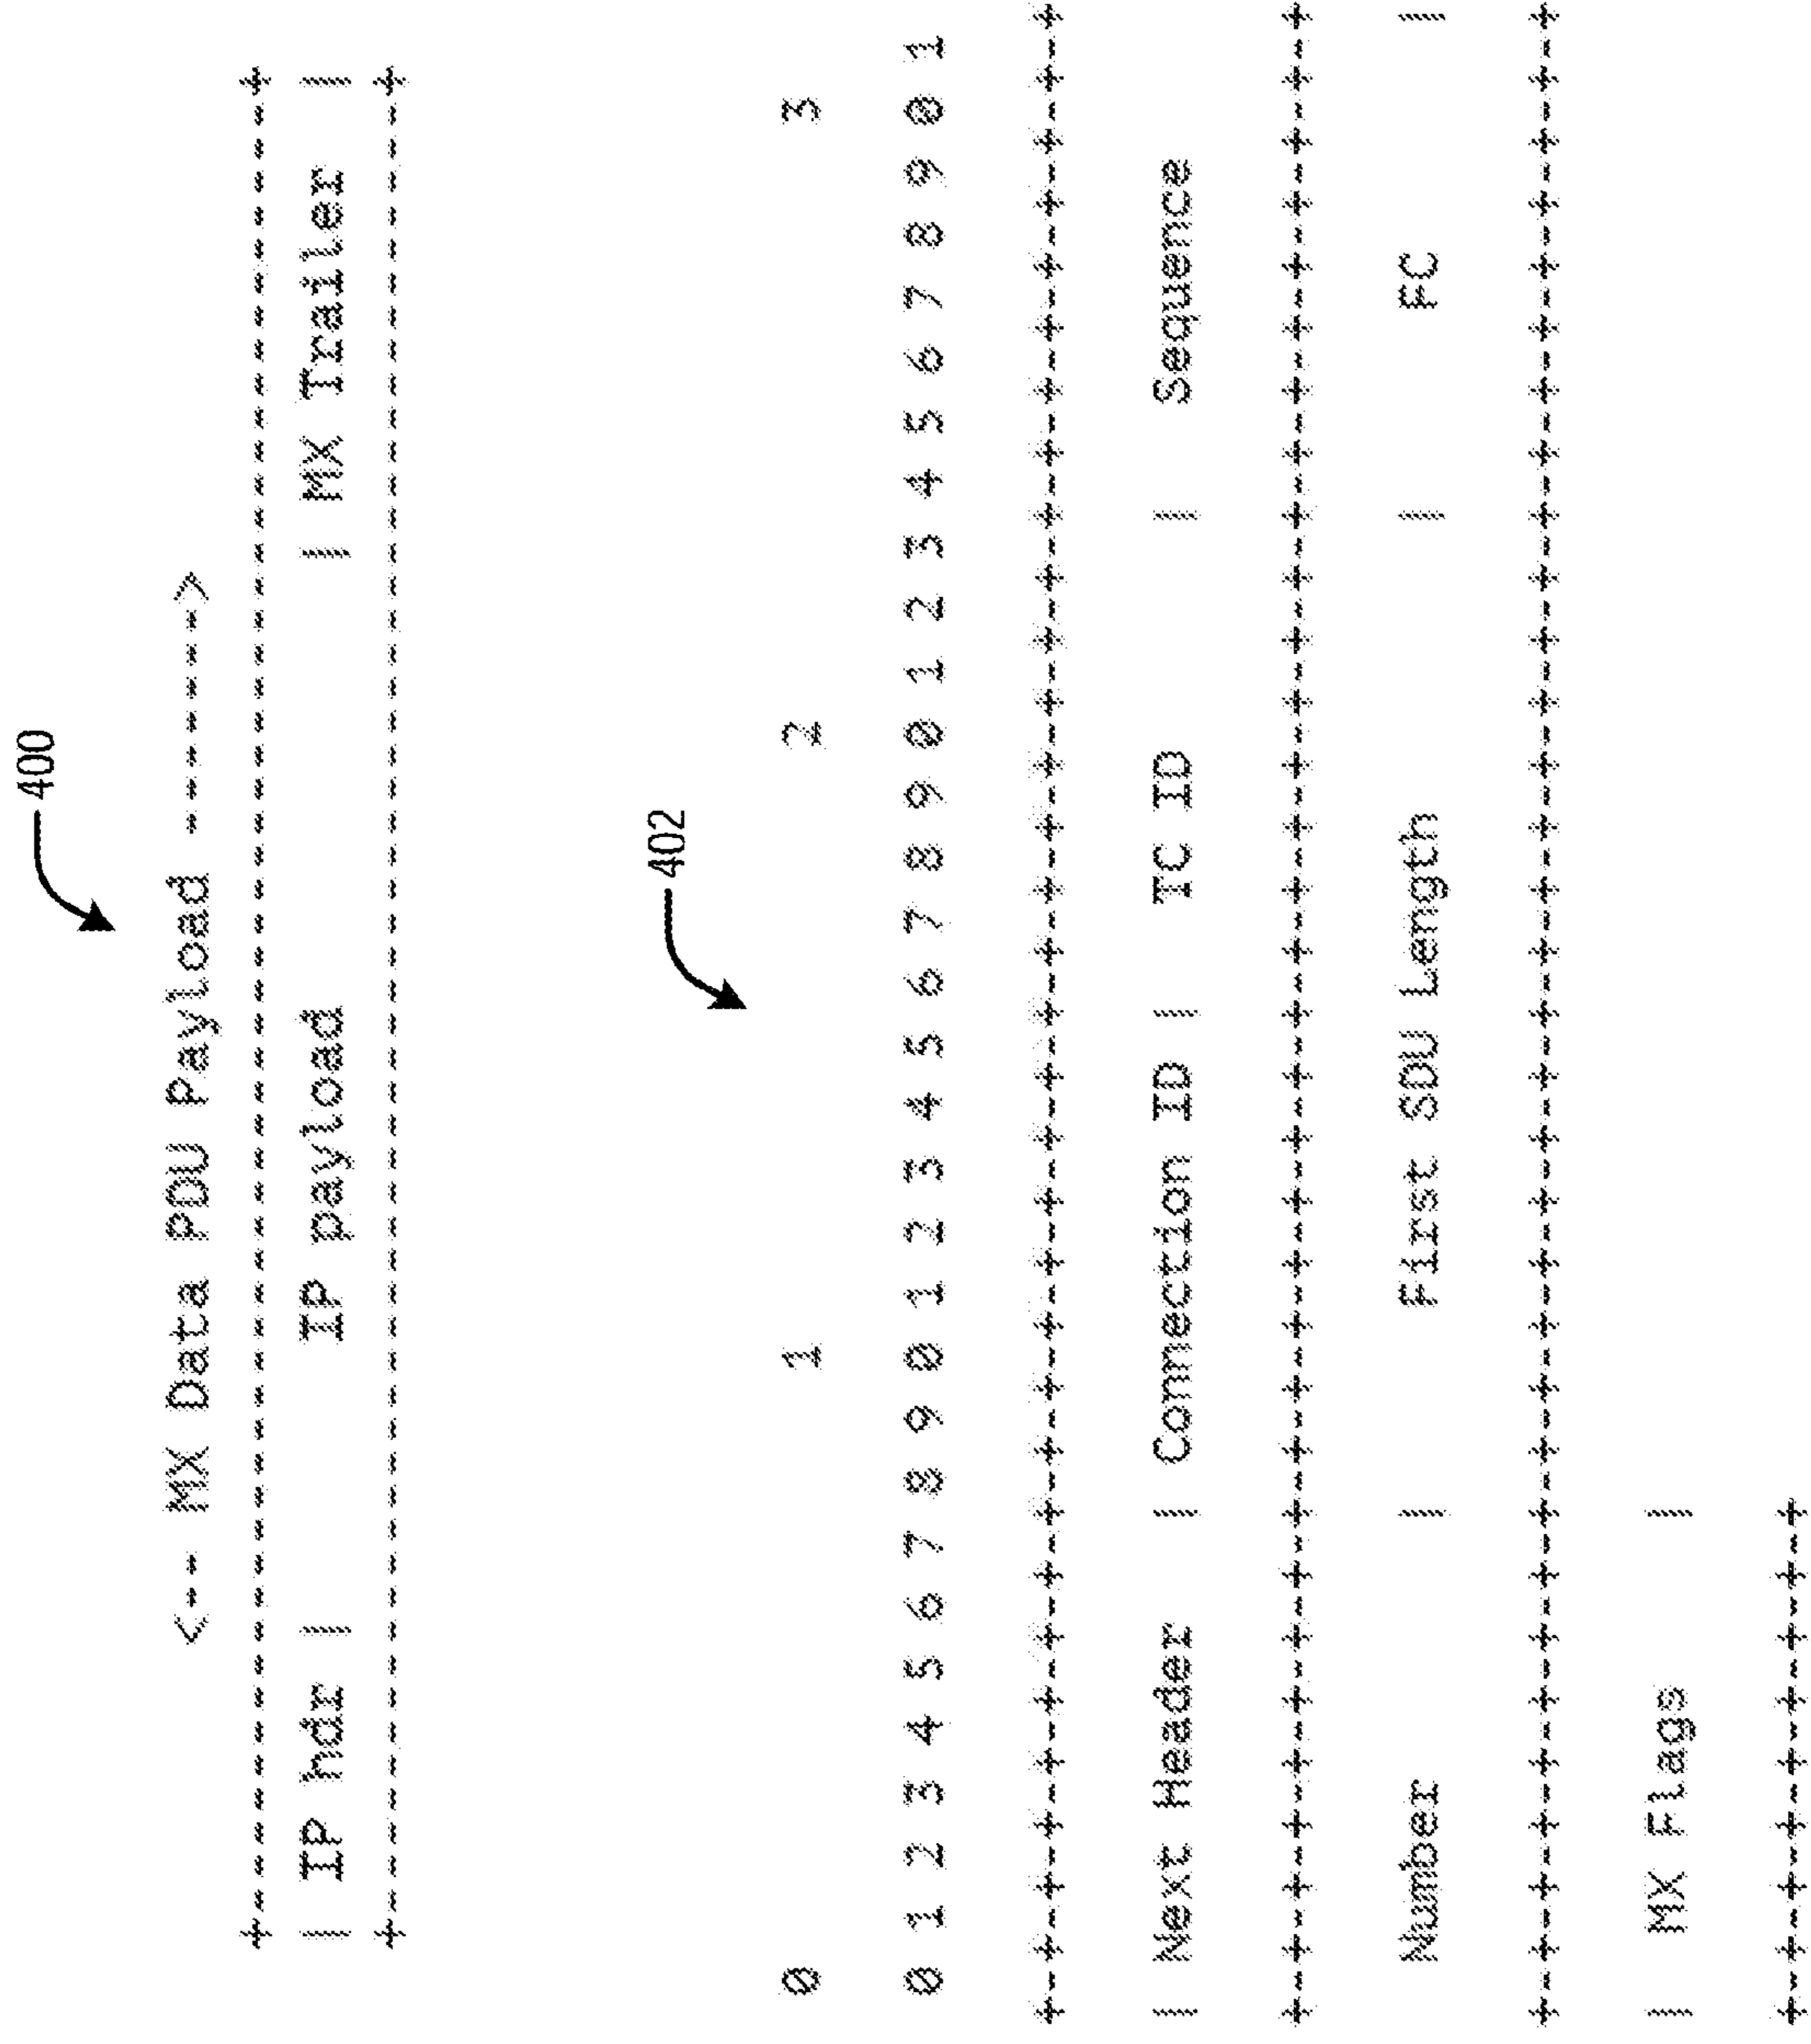 400
<-- MX Data PDU Payload ------->
+-----------------------------------------------------+
| IP hdr | IP payload | MX Trailer |
+-----------------------------------------------------+
402
0 1 2 3
0 1 2 3 4 5 6 7 8 9 0 1 2 3 4 5 6 7 8 9 0 1 2 3 4 5 6 7 8 9 0 1
+-+-+-+-+-+-+-+-+-+-+-+-+-+-+-+-+-+-+-+-+-+-+-+-+-+-+-+-+-+-+-+-+
| Next Header | Connection ID | TC ID | Sequence
+-+-+-+-+-+-+-+-+-+-+-+-+-+-+-+-+-+-+-+-+-+-+-+-+-+-+-+-+-+-+-+-+
Number | First SDU Length | FC |
+-+-+-+-+-+-+-+-+-+-+-+-+-+-+-+-+-+-+-+-+-+-+-+-+-+-+-+-+-+-+-+-+
| MX Flags |
+-+-+-+-+-+-+-+-+